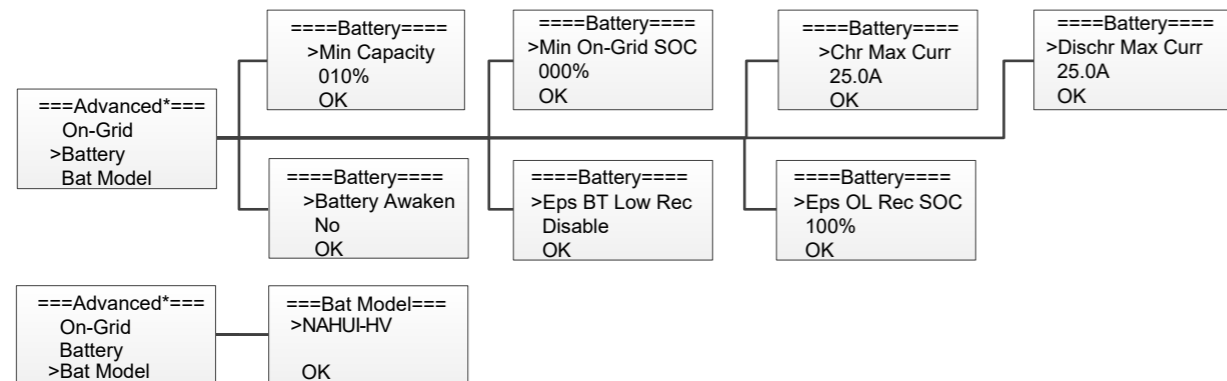 ====Battery====
>Min Capacity
010%
OK
====Battery====
>Min On-Grid SOC
000%
OK
====Battery====
>Chr Max Curr
25.0A
OK
====Battery====
>Dischr Max Curr
25.0A
OK
===Advanced*===
On-Grid
>Battery
Bat Model
====Battery====
>Battery Awaken
No
OK
====Battery====
>Eps BT Low Rec
Disable
OK
====Battery====
>Eps OL Rec SOC
100%
OK
===Advanced*===
On-Grid
Battery
>Bat Model
===Bat Model===
>NAHUI-HV
OK